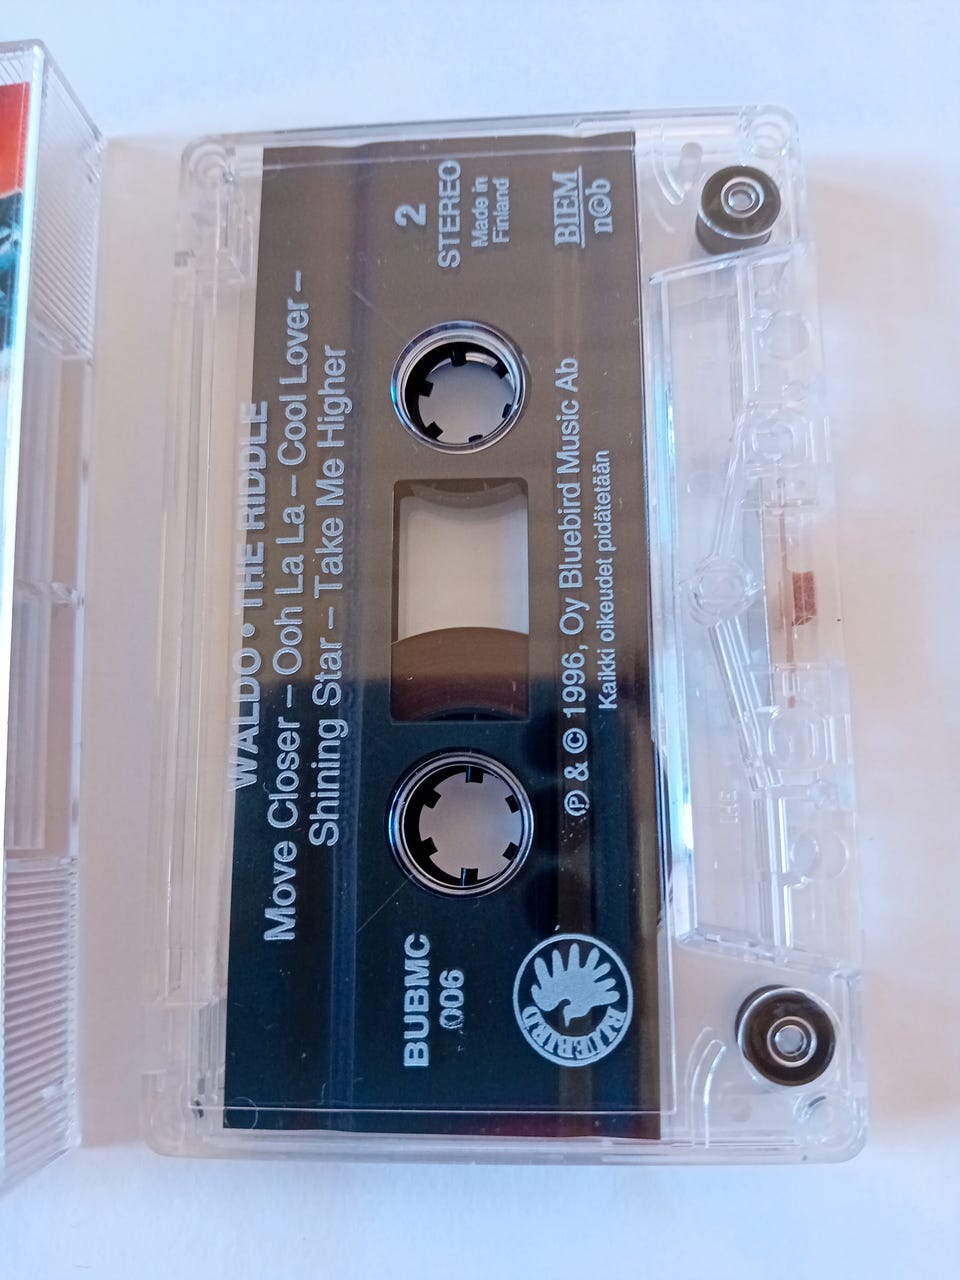 WALDO • THE RIDDLE
Move Closer – Ooh La La – Cool Lover –
Shining Star – Take Me Higher
BUBMC
006
2
STEREO
Made in
Finland
BIEM
n©b
℗ & © 1996, Oy Bluebird Music Ab
Kaikki oikeudet pidätetään
BLUEBIRD